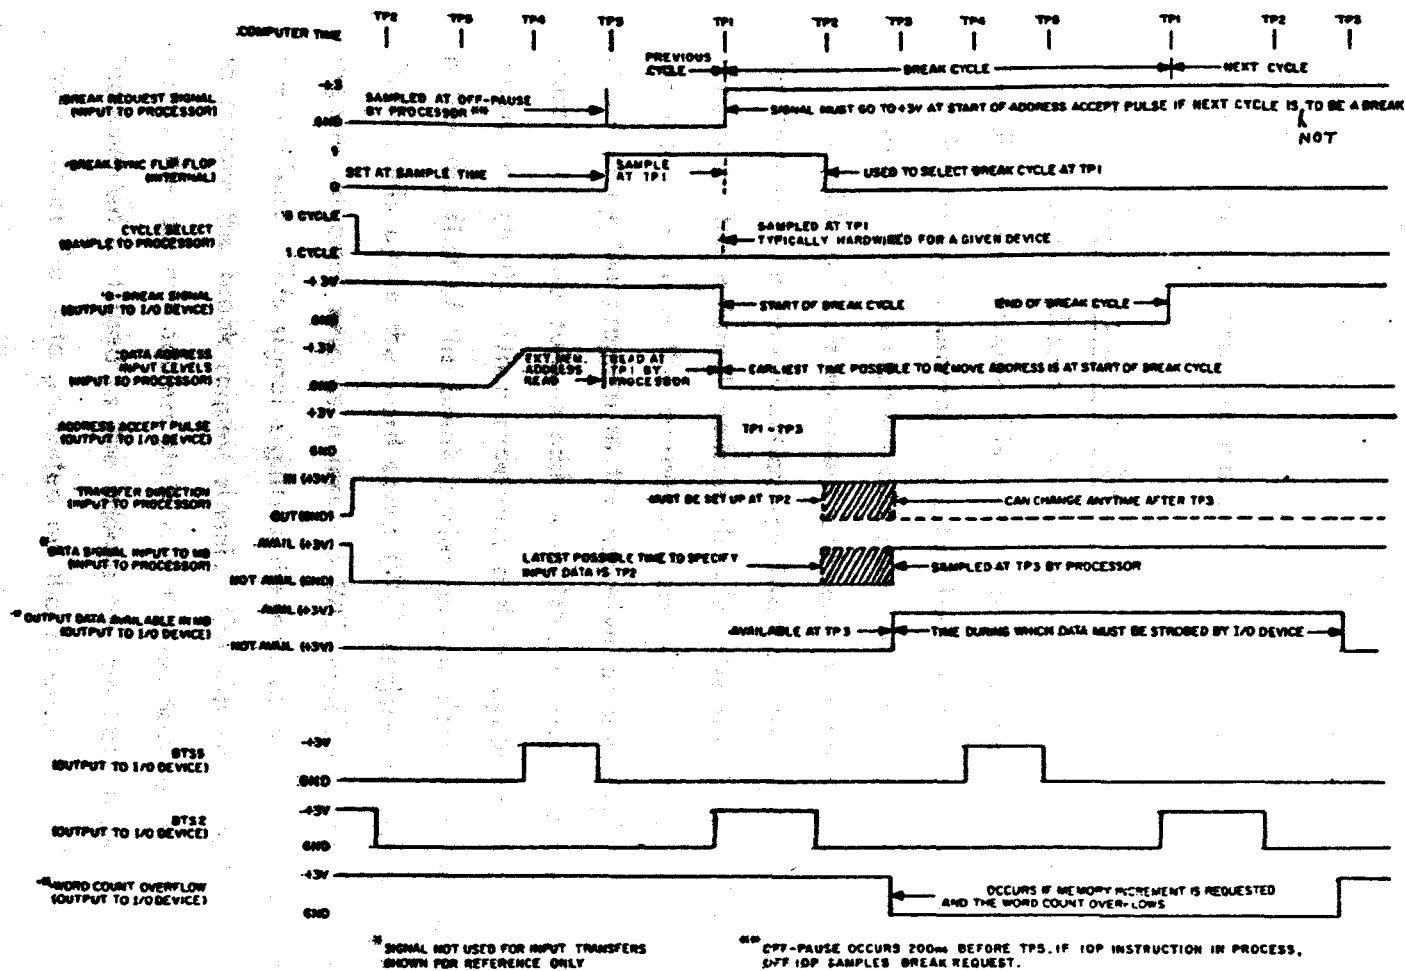 COMPUTER TIME
TP2 TP3 TP4 TP5 TP1 TP2 TP3 TP4 TP5 TP1 TP2 TP3
PREVIOUS
CYCLE
BREAK CYCLE
NEXT CYCLE
BREAK REQUEST SIGNAL
(INPUT TO PROCESSOR)
+3
GND
SAMPLED AT OFF-PAUSE
BY PROCESSOR **
SIGNAL MUST GO TO +3V AT START OF ADDRESS ACCEPT PULSE IF NEXT CYCLE IS TO BE A BREAK
NOT
BREAK SYNC FLIP FLOP
(INTERNAL)
1
0
SET AT SAMPLE TIME
SAMPLE
AT TP1
USED TO SELECT BREAK CYCLE AT TP1
CYCLE SELECT
(SAMPLE TO PROCESSOR)
CYCLE
1 CYCLE
SAMPLED AT TP1
TYPICALLY HARDWIRED FOR A GIVEN DEVICE
B-BREAK SIGNAL
(OUTPUT TO I/O DEVICE)
+3V
GND
START OF BREAK CYCLE
END OF BREAK CYCLE
DATA ADDRESS
INPUT LEVELS
(INPUT TO PROCESSOR)
+3V
GND
EXT. MEM.
ADDRESS
READ
READ AT
TP1 BY
PROCESSOR
EARLIEST TIME POSSIBLE TO REMOVE ADDRESS IS AT START OF BREAK CYCLE
ADDRESS ACCEPT PULSE
(OUTPUT TO I/O DEVICE)
+3V
GND
TP1-TP3
TRANSFER DIRECTION
(INPUT TO PROCESSOR)
IN (+3V)
OUT (GND)
MUST BE SET UP AT TP2
CAN CHANGE ANYTIME AFTER TP3
*DATA SIGNAL INPUT TO MB
(INPUT TO PROCESSOR)
AVAIL (+3V)
NOT AVAIL (GND)
LATEST POSSIBLE TIME TO SPECIFY
INPUT DATA IS TP2
SAMPLED AT TP3 BY PROCESSOR
*OUTPUT DATA AVAILABLE IN MB
(OUTPUT TO I/O DEVICE)
AVAIL (+3V)
NOT AVAIL (+3V)
AVAILABLE AT TP3
TIME DURING WHICH DATA MUST BE STROBED BY I/O DEVICE
BTS5
(OUTPUT TO I/O DEVICE)
+3V
GND
BTS2
(OUTPUT TO I/O DEVICE)
+3V
GND
*WORD COUNT OVERFLOW
(OUTPUT TO I/O DEVICE)
+3V
GND
OCCURS IF MEMORY INCREMENT IS REQUESTED
AND THE WORD COUNT OVERFLOWS
*SIGNAL NOT USED FOR INPUT TRANSFERS
SHOWN FOR REFERENCE ONLY
**OFF-PAUSE OCCURS 200ns BEFORE TP5. IF IOP INSTRUCTION IN PROCESS,
OFF IOP SAMPLES BREAK REQUEST.